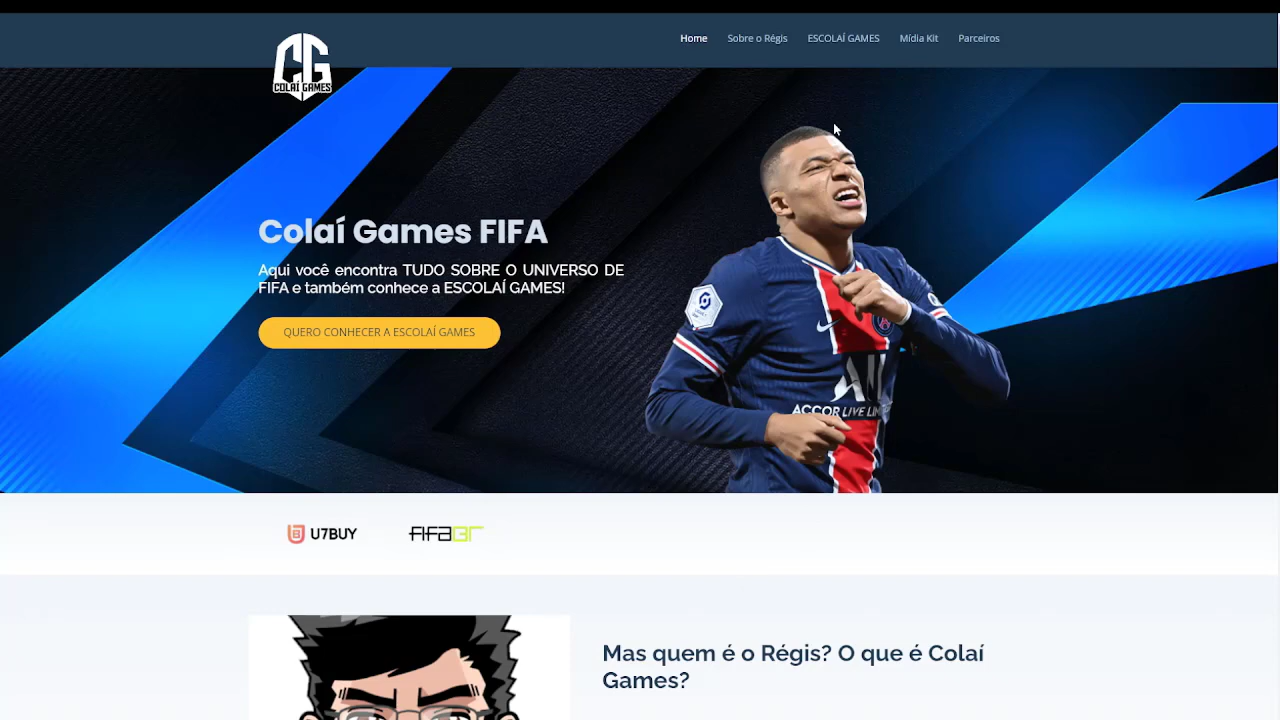 CG
COLAÍ GAMES
Home
Sobre o Régis
ESCOLAÍ GAMES
Mídia Kit
Parceiros
Colaí Games FIFA
Aqui você encontra TUDO SOBRE O UNIVERSO DE
FIFA e também conhece a ESCOLAÍ GAMES!
QUERO CONHECER A ESCOLAÍ GAMES
ACCOR LIVE
U7BUY
FIFABR
Mas quem é o Régis? O que é Colaí
Games?